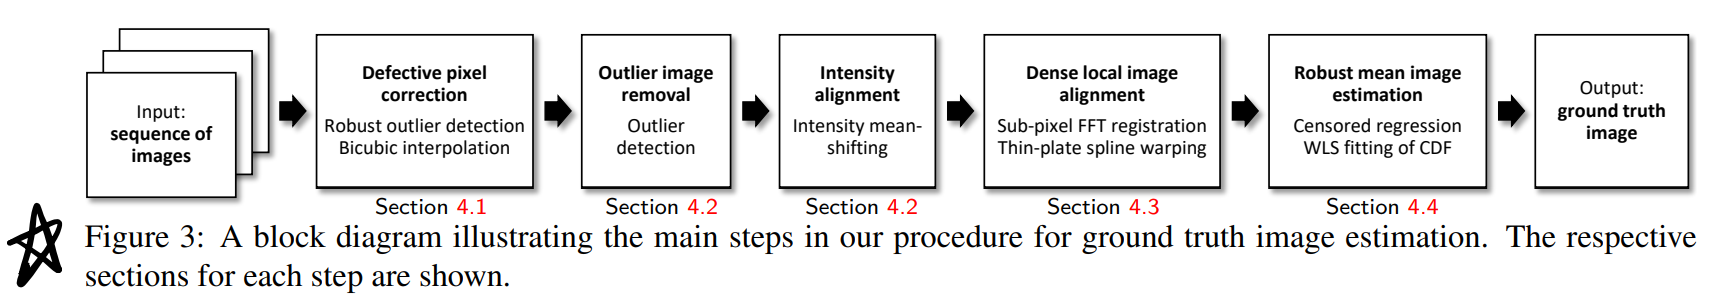 Input:
sequence of
images
Defective pixel
correction
Robust outlier detection
Bicubic interpolation
Section 4.1
Outlier image
removal
Outlier
detection
Section 4.2
Intensity
alignment
Intensity mean-
shifting
Section 4.2
Dense local image
alignment
Sub-pixel FFT registration
Thin-plate spline warping
Section 4.3
Robust mean image
estimation
Censored regression
WLS fitting of CDF
Section 4.4
Output:
ground truth
image
Figure 3: A block diagram illustrating the main steps in our procedure for ground truth image estimation. The respective
sections for each step are shown.